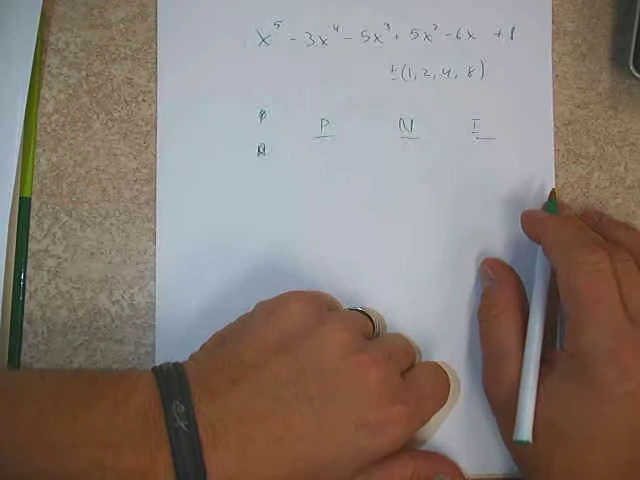 x⁵ - 3x⁴ - 5x³ + 5x² - 6x + 8
± (1, 2, 4, 8)
P N I